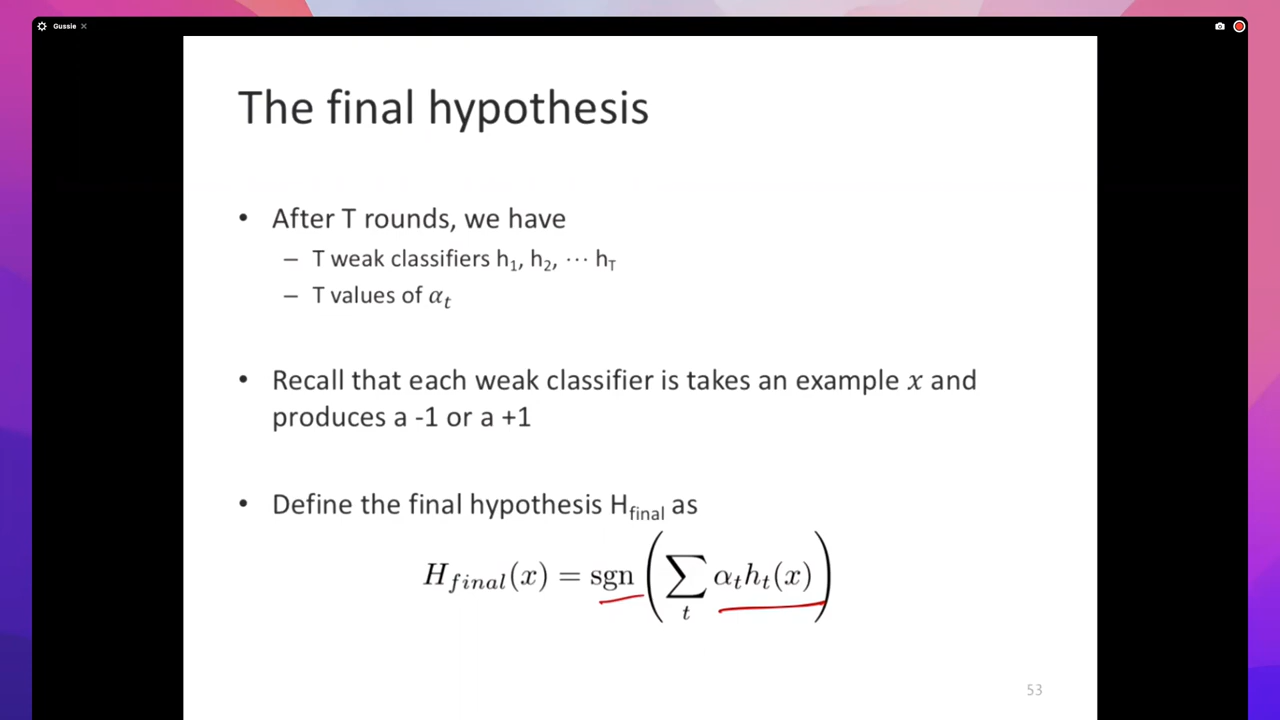 Gussie
The final hypothesis
• After T rounds, we have
– T weak classifiers h₁, h₂, ⋯ h_T
– T values of α_t
• Recall that each weak classifier is takes an example x and
produces a -1 or a +1
• Define the final hypothesis H_final as
H_final(x) = sgn (∑_t α_t h_t(x))
53